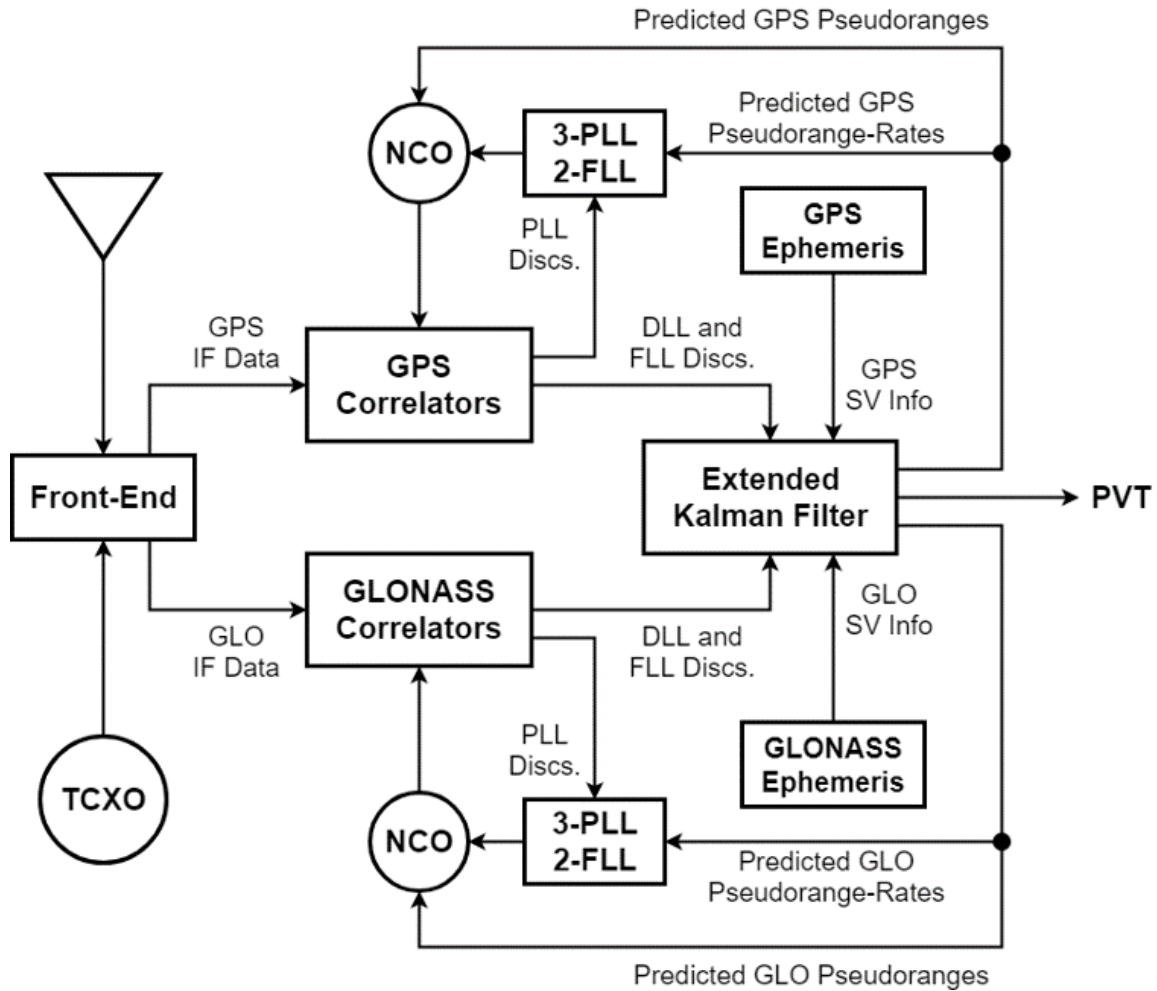 Predicted GPS Pseudoranges
NCO
3-PLL
2-FLL
Predicted GPS
Pseudorange-Rates
GPS
Ephemeris
PLL
Discs.
GPS
IF Data
GPS
Correlators
DLL and
FLL Discs.
GPS
SV Info
Front-End
Extended
Kalman Filter
PVT
GLONASS
Correlators
GLO
IF Data
DLL and
FLL Discs.
GLO
SV Info
PLL
Discs.
GLONASS
Ephemeris
TCXO
NCO
3-PLL
2-FLL
Predicted GLO
Pseudorange-Rates
Predicted GLO Pseudoranges